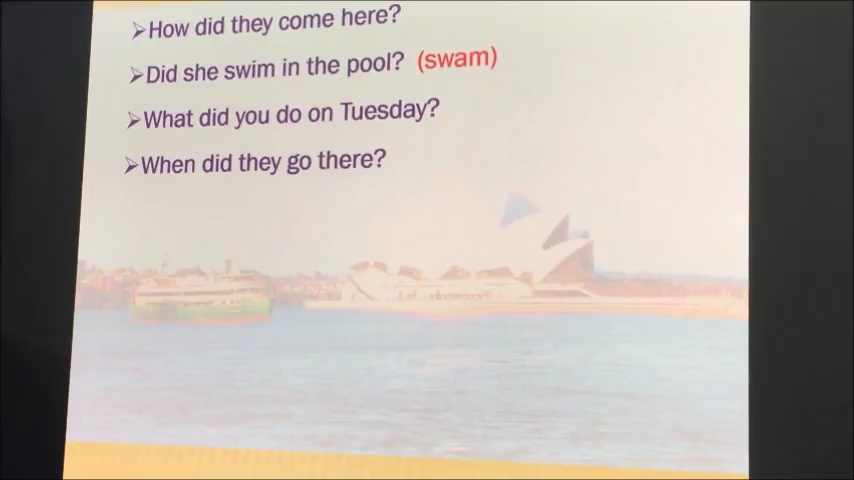 ➢How did they come here?
➢Did she swim in the pool? (swam)
➢What did you do on Tuesday?
➢When did they go there?